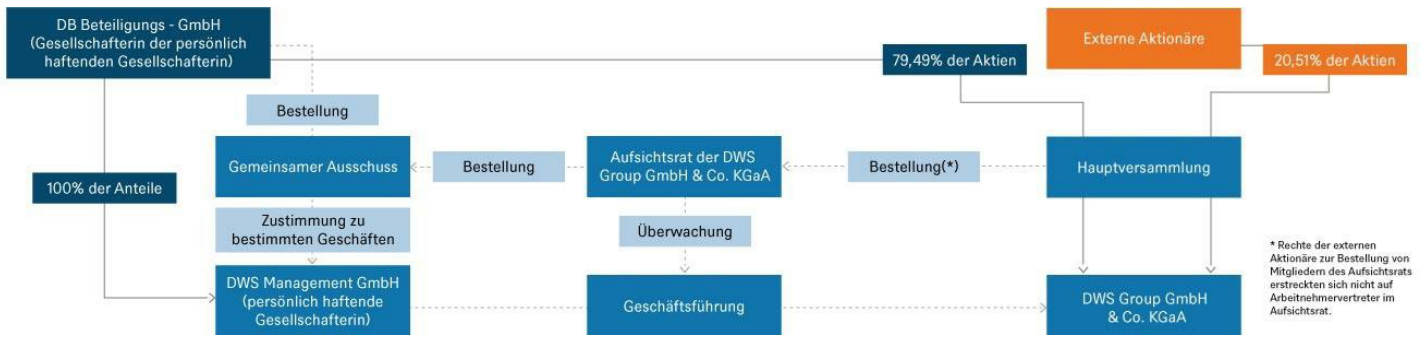 DB Beteiligungs - GmbH
(Gesellschafterin der persönlich
haftenden Gesellschafterin)
Externe Aktionäre
79,49% der Aktien
20,51% der Aktien
Bestellung
Gemeinsamer Ausschuss
Bestellung
Aufsichtsrat der DWS
Group GmbH & Co. KGaA
Bestellung(*)
Hauptversammlung
100% der Anteile
Zustimmung zu
bestimmten Geschäften
Überwachung
DWS Management GmbH
(persönlich haftende
Gesellschafterin)
Geschäftsführung
DWS Group GmbH
& Co. KGaA
* Rechte der externen
Aktionäre zur Bestellung von
Mitgliedern des Aufsichtsrats
erstreckten sich nicht auf
Arbeitnehmervertreter im
Aufsichtsrat.